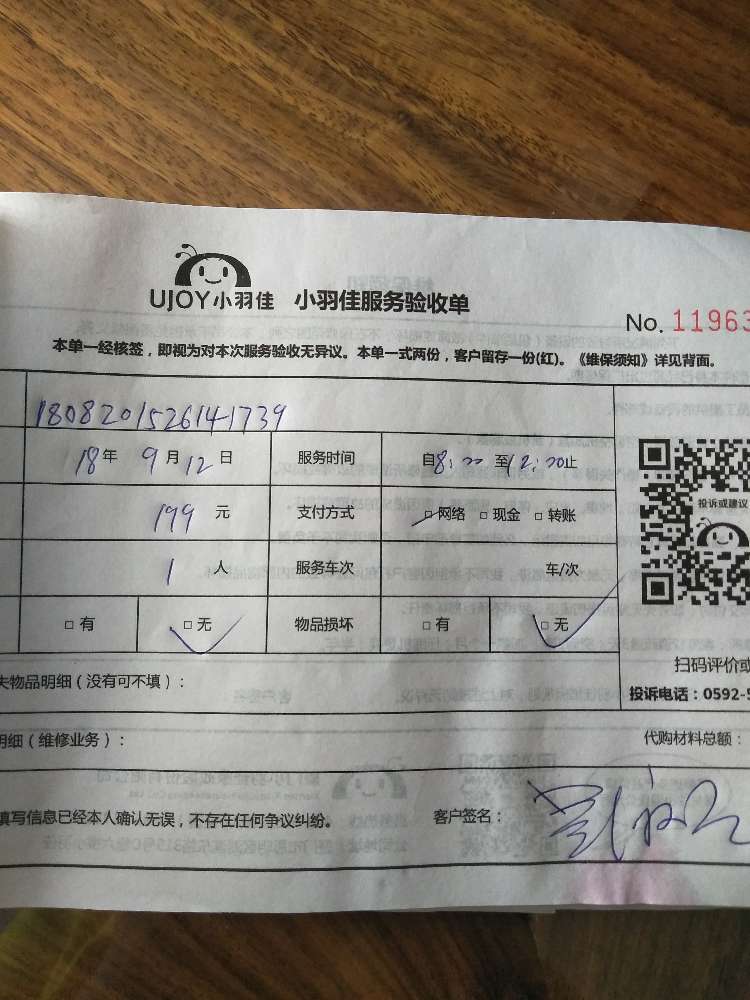 UJOY小羽佳 小羽佳服务验收单
No. 11963
本单一经核签，即视为对本次服务验收无异议。本单一式两份，客户留存一份(红)。《维保须知》详见背面。
1808201526141739
18年 9月12日 服务时间 自8:00 至12:00止
199 元 支付方式 □ 网络 □ 现金 □ 转账
投诉或建议
1 人 服务车次 车/次
□ 有 □ 无 物品损坏 □ 有 □ 无
扫码评价或
失物品明细（没有可不填）：
投诉电话：0592-5
明细（维修业务）：
代购材料总额：
填写信息已经本人确认无误，不存在任何争议纠纷。 客户签名：